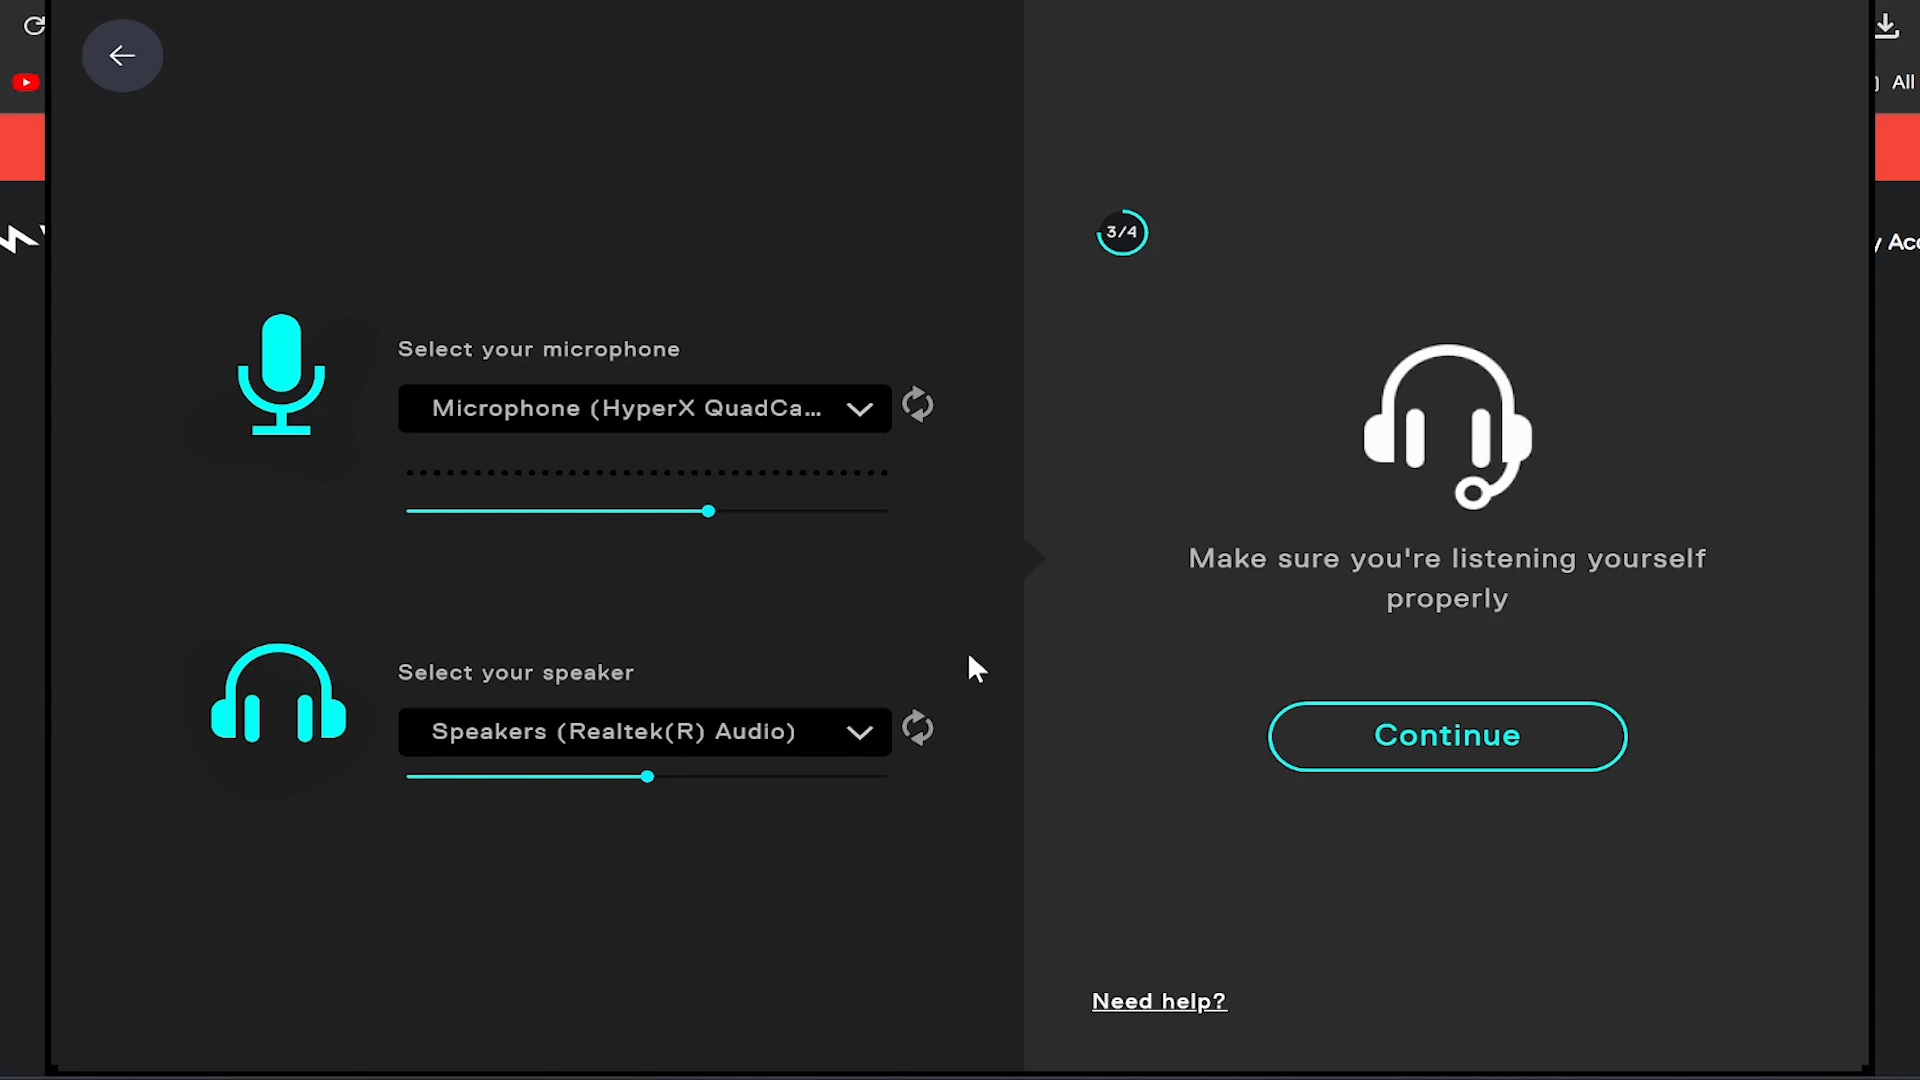 All
3/4
Select your microphone
Microphone (HyperX QuadCa...
Make sure you're listening yourself
properly
Select your speaker
Speakers (Realtek(R) Audio)
Continue
Need help?